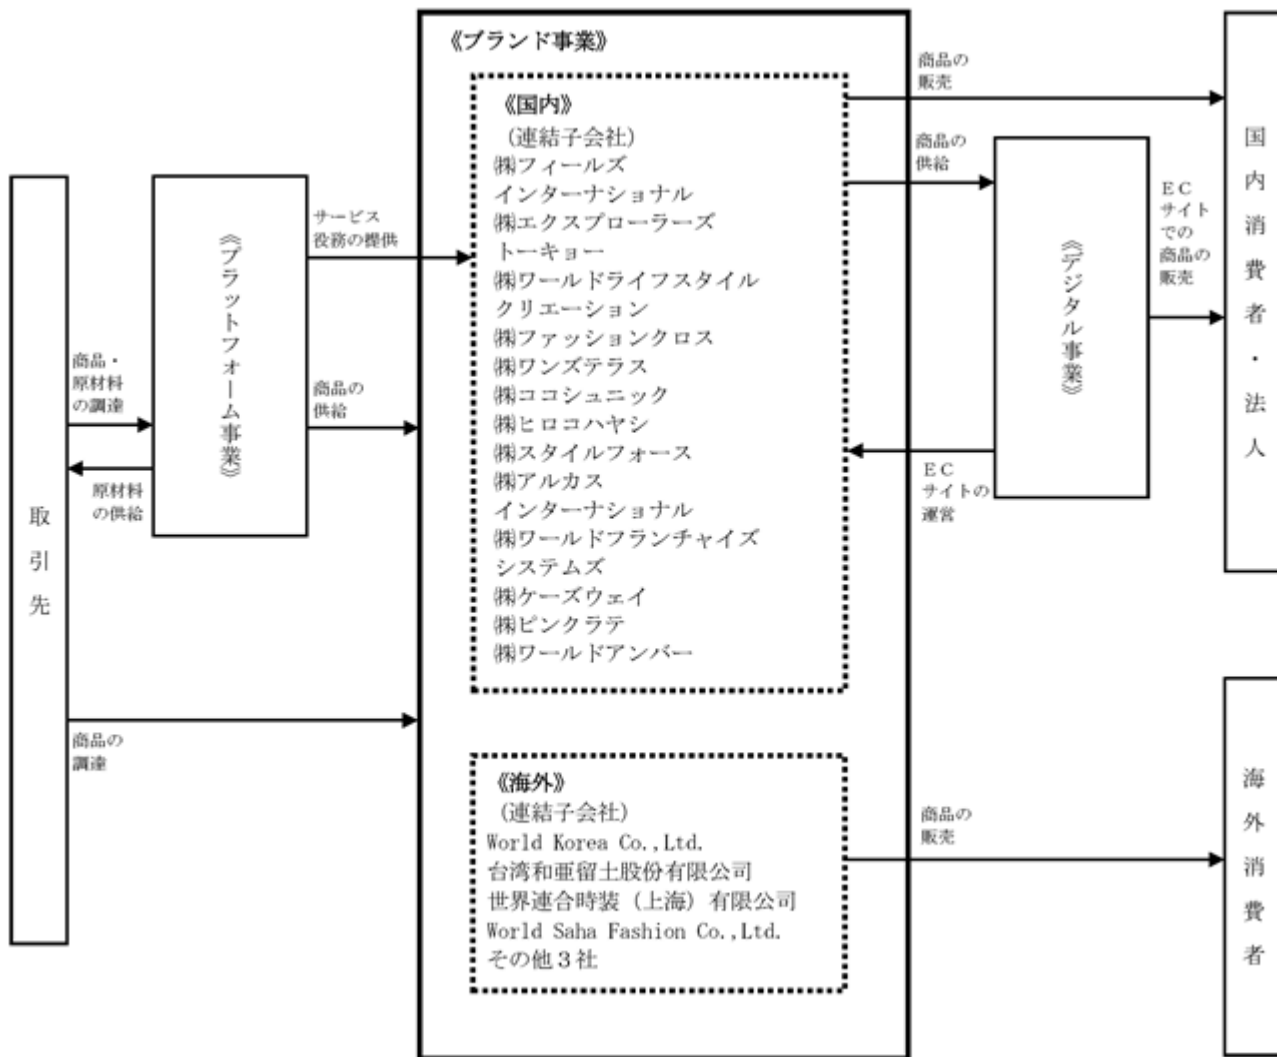 《ブランド事業》
《国内》
(連結子会社)
㈱フィールズ
インターナショナル
㈱エクスプローラーズ
トーキョー
㈱ワールドライフスタイル
クリエーション
㈱ファッションクロス
㈱ワンズテラス
㈱ココシュニック
㈱ヒロコハヤシ
㈱スタイルフォース
㈱アルカス
インターナショナル
㈱ワールドフランチャイズ
システムズ
㈱ケーズウェイ
㈱ピンクラテ
㈱ワールドアンバー
《海外》
(連結子会社)
World Korea Co.,Ltd.
台湾和亜留土股份有限公司
世界連合時装（上海）有限公司
World Saha Fashion Co.,Ltd.
その他３社
取引先
商品・
原材料
の調達
原材料
の供給
商品の
調達
《プラットフォーム事業》
サービス
役務の提供
商品の
供給
商品の
販売
商品の
供給
ＥＣ
サイトの
運営
《デジタル事業》
ＥＣ
サイト
での
商品の
販売
国内消費者・法人
商品の
販売
海外消費者